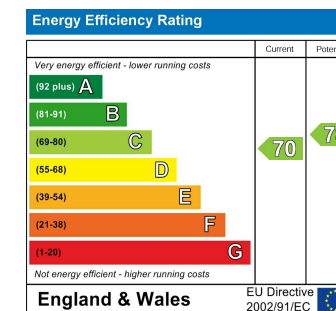 Energy Efficiency Rating
Current
Very energy efficient - lower running costs
(92 plus) A
(81-91) B
(69-80) C
(55-68) D
(39-54) E
(21-38) F
(1-20) G
70
Not energy efficient - higher running costs
England & Wales
EU Directive
2002/91/EC